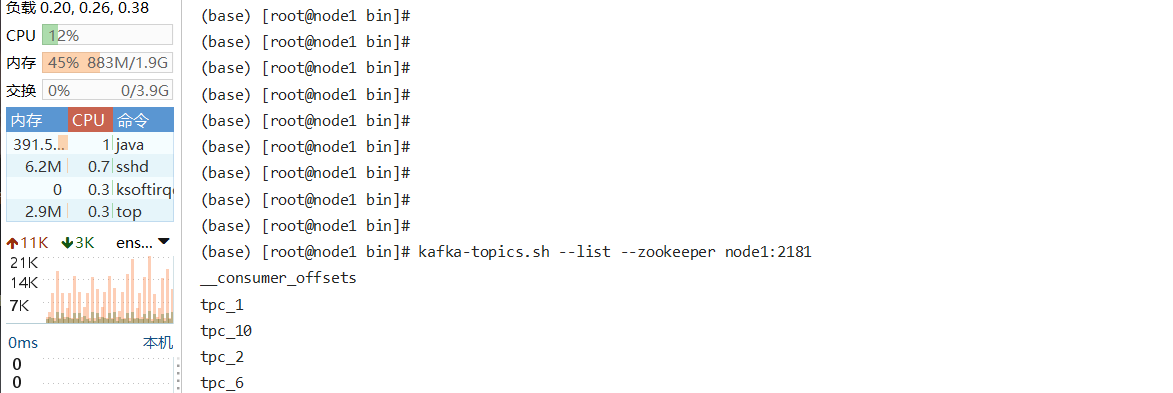 负载 0.20, 0.26, 0.38
CPU 12%
内存 45% 883M/1.9G
交换 0% 0/3.9G
内存 CPU 命令
391.5... 1 java
6.2M 0.7 sshd
0 0.3 ksoftirq
2.9M 0.3 top
11K 3K ens...
21K
14K
7K
0ms 本机
0
0
(base) [root@node1 bin]#
(base) [root@node1 bin]#
(base) [root@node1 bin]#
(base) [root@node1 bin]#
(base) [root@node1 bin]#
(base) [root@node1 bin]#
(base) [root@node1 bin]#
(base) [root@node1 bin]#
(base) [root@node1 bin]#
(base) [root@node1 bin]# kafka-topics.sh --list --zookeeper node1:2181
__consumer_offsets
tpc_1
tpc_10
tpc_2
tpc_6